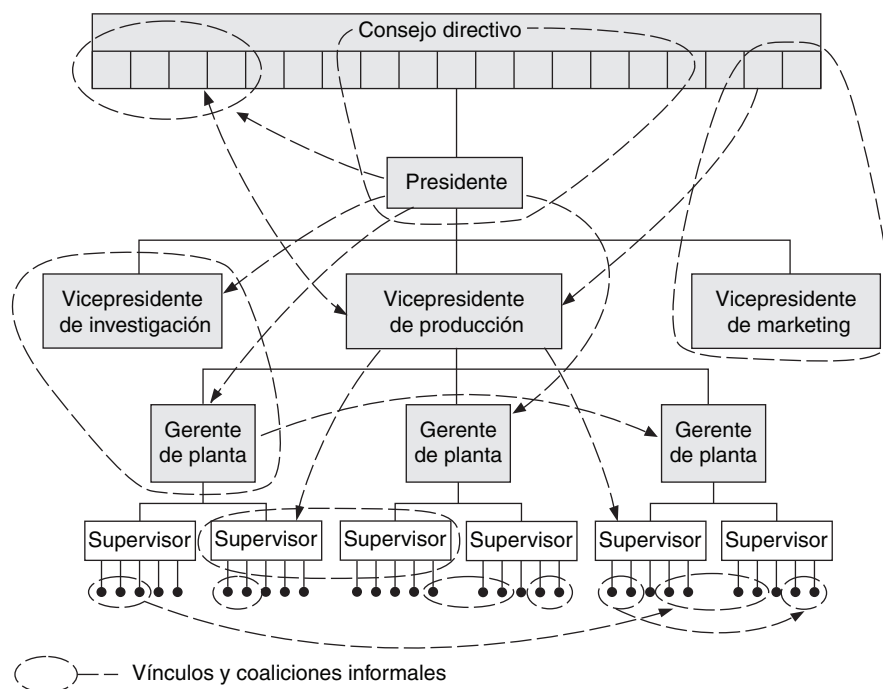 Consejo directivo
Presidente
Vicepresidente
de investigación
Vicepresidente
de producción
Vicepresidente
de marketing
Gerente
de planta
Gerente
de planta
Gerente
de planta
Supervisor
Supervisor
Supervisor
Supervisor
Supervisor
Supervisor
Vínculos y coaliciones informales